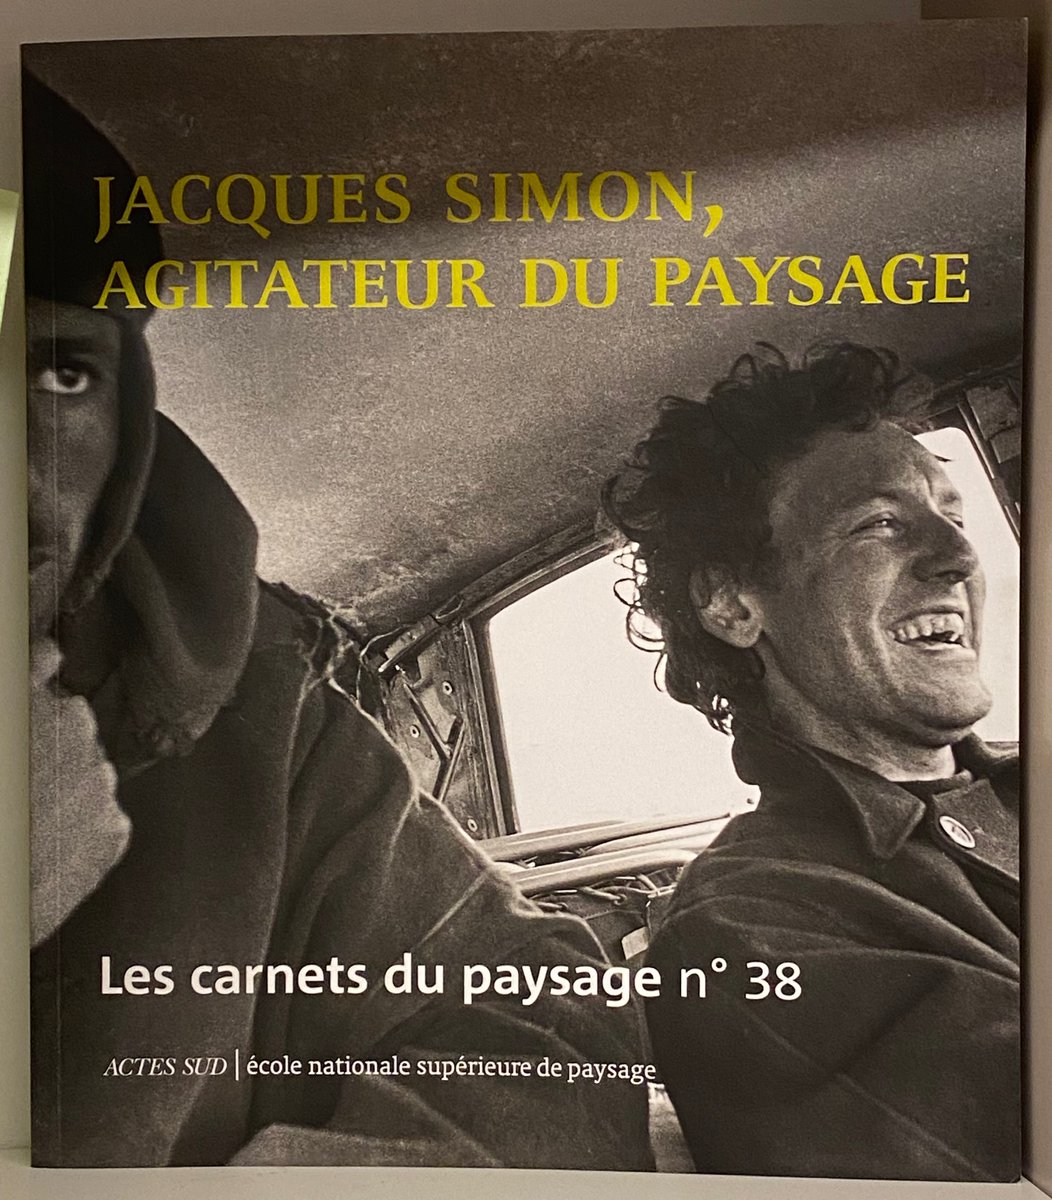 JACQUES SIMON,
AGITATEUR DU PAYSAGE
Les carnets du paysage n° 38
ACTES SUD | école nationale supérieure de paysage